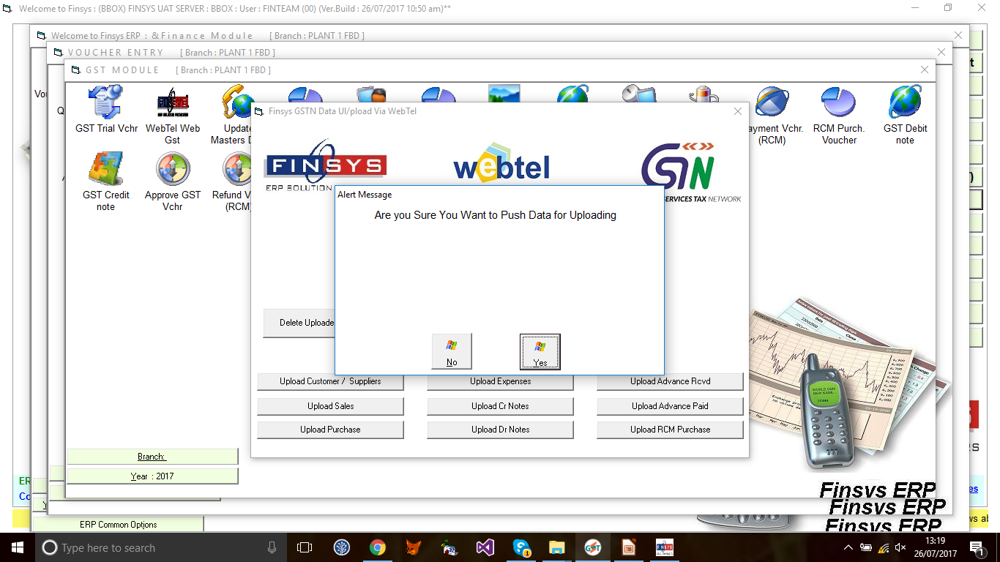 Welcome to Finsys : (BBOX) FINSYS UAT SERVER : BBOX : User : FINTEAM (00) (Ver.Build : 26/07/2017 10:50 am)**
Welcome to Finsys ERP : & Finance Module [ Branch : PLANT 1 FBD ]
VOUCHER ENTRY [ Branch : PLANT 1 FBD ]
GST MODULE [ Branch : PLANT 1 FBD ]
GST Trial Vchr
WebTel Web
Gst
Update
Masters D
ayment Vchr.
(RCM)
RCM Purch.
Voucher
GST Debit
note
GST Credit
note
Approve GST
Vchr
Refund V
(RCM)
Finsys GSTN Data Ul/pload Via WebTel
FINSYS
ERP SOLUTION
webtel
GSTN
SERVICES TAX NETWORK
Alert Message
Are you Sure You Want to Push Data for Uploading
No
Yes
Delete Uploade
Upload Customer / Suppliers
Upload Expenses
Upload Advance Rcvd
Upload Sales
Upload Cr Notes
Upload Advance Paid
Upload Purchase
Upload Dr Notes
Upload RCM Purchase
Branch:
Year : 2017
Finsys ERP
Finsys ERP
Finsys ERP
ERP Common Options
Type here to search
13:19
26/07/2017